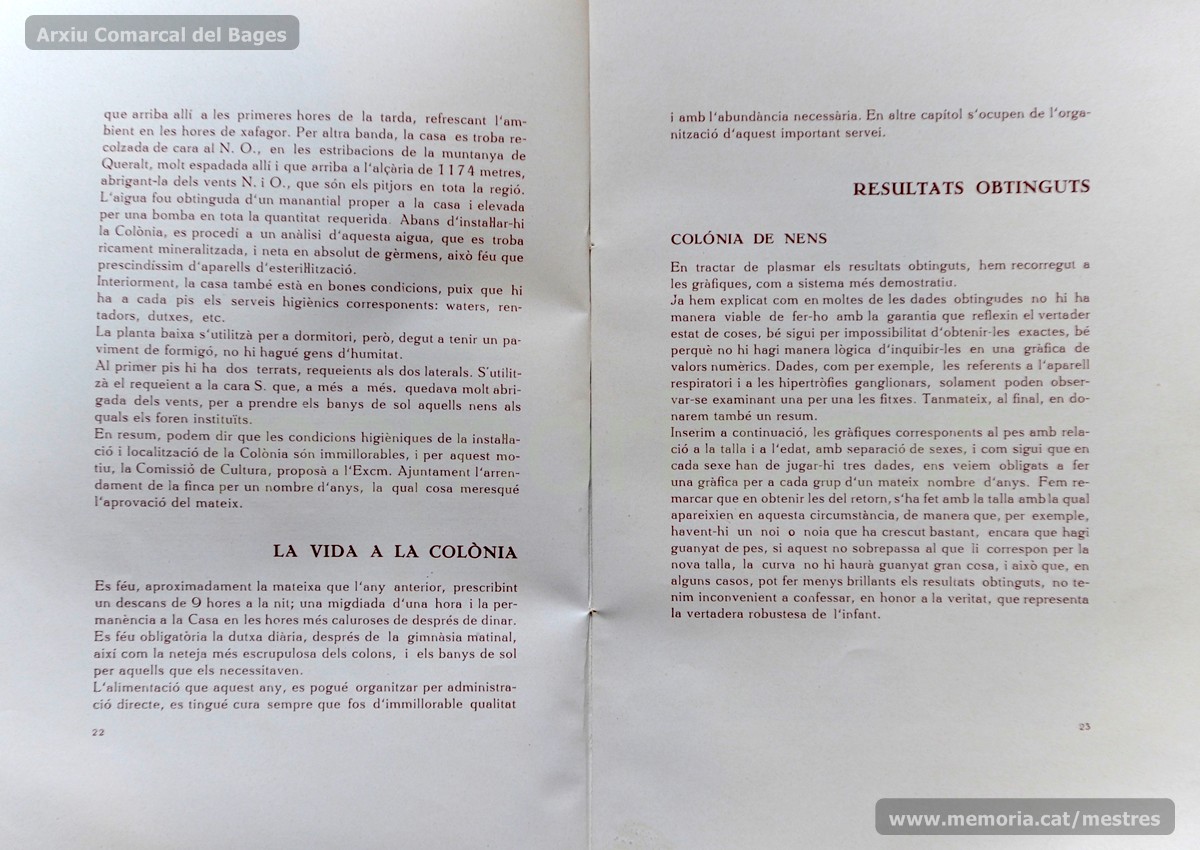 Arxiu Comarcal del Bages
que arriba allí a les primeres hores de la tarda, refrescant l'am-
bient en les hores de xafagor. Per altra banda, la casa es troba re-
colzada de cara al N. O., en les estribacions de la muntanya de
Queralt, molt espadada allí i que arriba a l'alçària de 1174 metres,
abrigant-la dels vents N. i O., que són els pitjors en tota la regió.
L'aigua fou obtinguda d'un manantial proper a la casa i elevada
per una bomba en tota la quantitat requerida. Abans d'instal·lar-hi
la Colònia, es procedí a un anàlisi d'aquesta aigua, que es troba
ricament mineralitzada, i neta en absolut de gèrmens, això féu que
prescindíssim d'aparells d'esteril·lització.
Interiorment, la casa també està en bones condicions, puix que hi
ha a cada pis els serveis higiènics corresponents: waters, ren-
tadors, dutxes, etc.
La planta baixa s'utilitzà per a dormitori, però, degut a tenir un pa-
viment de formigó, no hi hagué gens d'humitat.
Al primer pis hi ha dos terrats, requeients als dos laterals. S'utilit-
zà el requeient a la cara S. que, a més a més. quedava molt abri-
gada dels vents, per a prendre els banys de sol aquells nens als
quals els foren instituïts.
En resum, podem dir que les condicions higièniques de la instal·la-
ció i localització de la Colònia són immillorables, i per aquest mo-
tiu, la Comissió de Cultura, proposà a l'Excm. Ajuntament l'arren-
dament de la finca per un nombre d'anys, la qual cosa meresqué
l'aprovació del mateix.
LA VIDA A LA COLÒNIA
Es féu, aproximadament la mateixa que l'any anterior, prescribint
un descans de 9 hores a la nit; una migdiada d'una hora i la per-
manència a la Casa en les hores més caluroses de després de dinar.
Es féu obligatòria la dutxa diària, després de la gimnàsia matinal,
així com la neteja més escrupulosa dels colons, i els banys de sol
per aquells que els necessitaven.
L'alimentació que aquest any, es pogué organitzar per administra-
ció directe, es tingué cura sempre que fos d'immillorable qualitat
22
i amb l'abundància necessària. En altre capítol s'ocupen de l'orga-
nització d'aquest important servei.
RESULTATS OBTINGUTS
COLÓNIA DE NENS
En tractar de plasmar els resultats obtinguts, hem recorregut a
les gràfiques, com a sistema més demostratiu.
Ja hem explicat com en moltes de les dades obtingudes no hi ha
manera viable de fer-ho amb la garantia que reflexin el vertader
estat de coses, bé sigui per impossibilitat d'obtenir-les exactes, bé
perquè no hi hagi manera lògica d'inquibir-les en una gràfica de
valors numèrics. Dades, com per exemple, les referents a l'aparell
respiratori i a les hipertròfies ganglionars, solament poden obser-
var-se examinant una per una les fitxes. Tanmateix, al final, en do-
narem també un resum.
Inserim a continuació, les gràfiques corresponents al pes amb rela-
ció a la talla i a l'edat, amb separació de sexes, i com sigui que en
cada sexe han de jugar-hi tres dades, ens veiem obligats a fer
una gràfica per a cada grup d'un mateix nombre d'anys. Fem re-
marcar que en obtenir les del retorn, s'ha fet amb la talla amb la qual
apareixien en aquesta circumstància, de manera que, per exemple,
havent-hi un noi o noia que ha crescut bastant, encara que hagi
guanyat de pes, si aquest no sobrepassa al que li correspon per la
nova talla, la curva no hi haurà guanyat gran cosa, i això que, en
alguns casos, pot fer menys brillants els resultats obtinguts, no te-
nim inconvenient a confessar, en honor a la veritat, que representa
la vertadera robustesa de l'infant.
23
www.memoria.cat/mestres